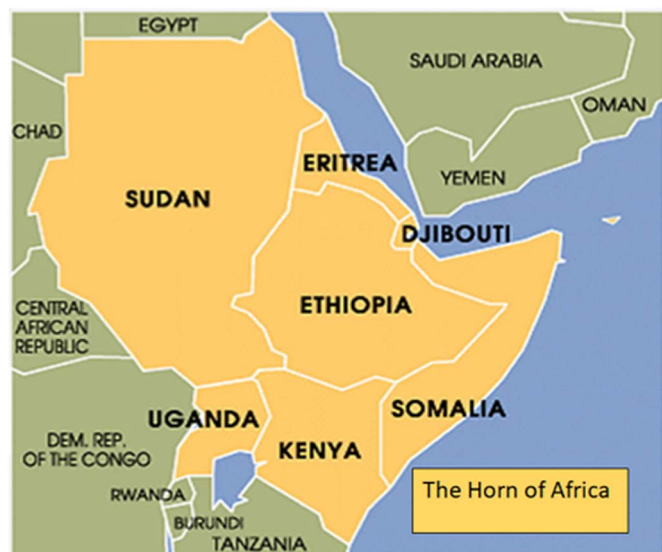 EGYPT
SAUDI ARABIA
OMAN
CHAD
ERITREA
YEMEN
SUDAN
DJIBOUTI
ETHIOPIA
CENTRAL
AFRICAN
REPUBLIC
SOMALIA
UGANDA
KENYA
DEM. REP.
OF THE CONGO
The Horn of Africa
RWANDA
BURUNDI
TANZANIA